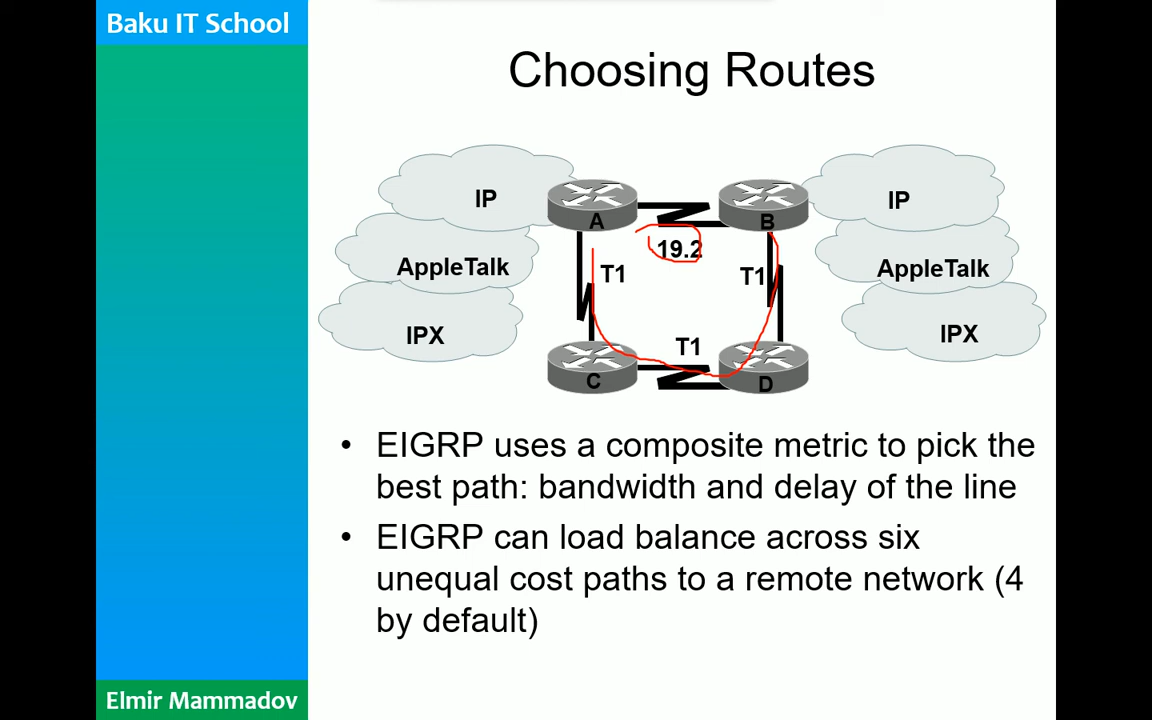 Baku IT School
Choosing Routes
IP
IP
A
B
19.2
AppleTalk
T1
T1
AppleTalk
IPX
T1
IPX
C
D
• EIGRP uses a composite metric to pick the
best path: bandwidth and delay of the line
• EIGRP can load balance across six
unequal cost paths to a remote network (4
by default)
Elmir Mammadov